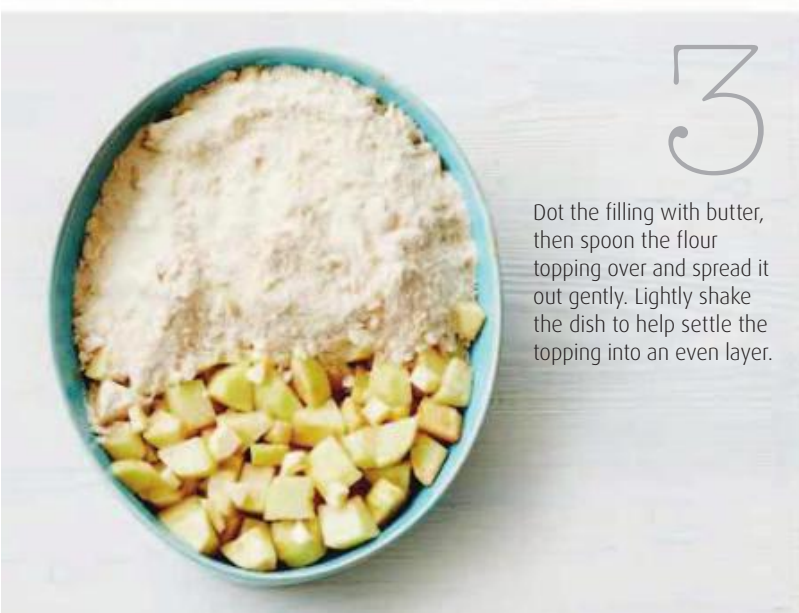 3
Dot the filling with butter,
then spoon the flour
topping over and spread it
out gently. Lightly shake
the dish to help settle the
topping into an even layer.